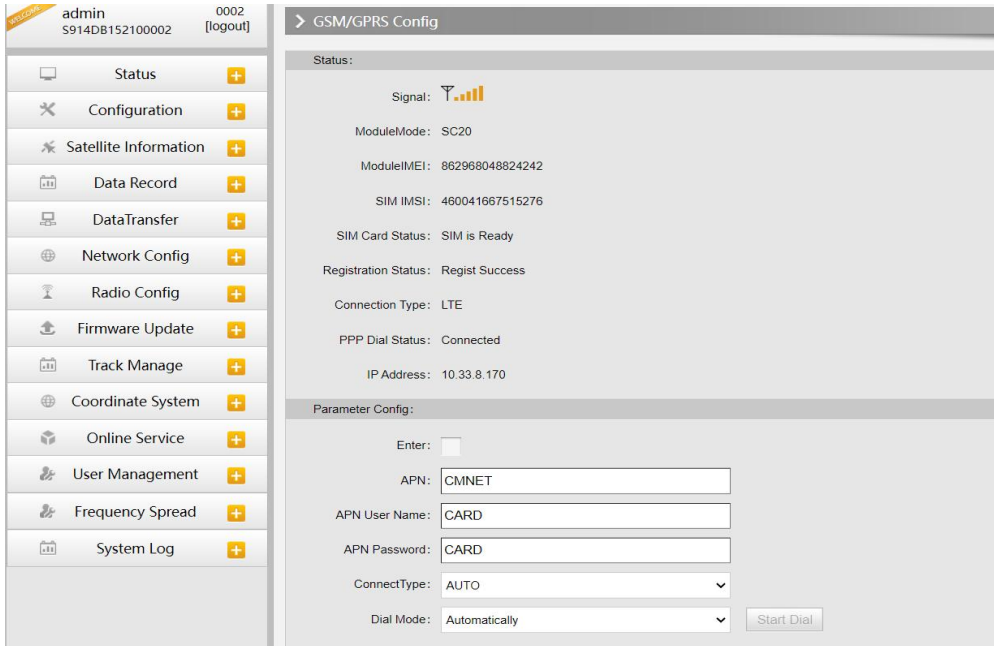 WELCOME
admin
0002
S914DB152100002
[logout]
Status
Configuration
Satellite Information
Data Record
DataTransfer
Network Config
Radio Config
Firmware Update
Track Manage
Coordinate System
Online Service
User Management
Frequency Spread
System Log
GSM/GPRS Config
Status:
Signal:
ModuleMode: SC20
ModuleIMEI: 862968048824242
SIM IMSI: 460041667515276
SIM Card Status: SIM is Ready
Registration Status: Regist Success
Connection Type: LTE
PPP Dial Status: Connected
IP Address: 10.33.8.170
Parameter Config:
Enter:
APN: CMNET
APN User Name: CARD
APN Password: CARD
ConnectType: AUTO
Dial Mode: Automatically Start Dial